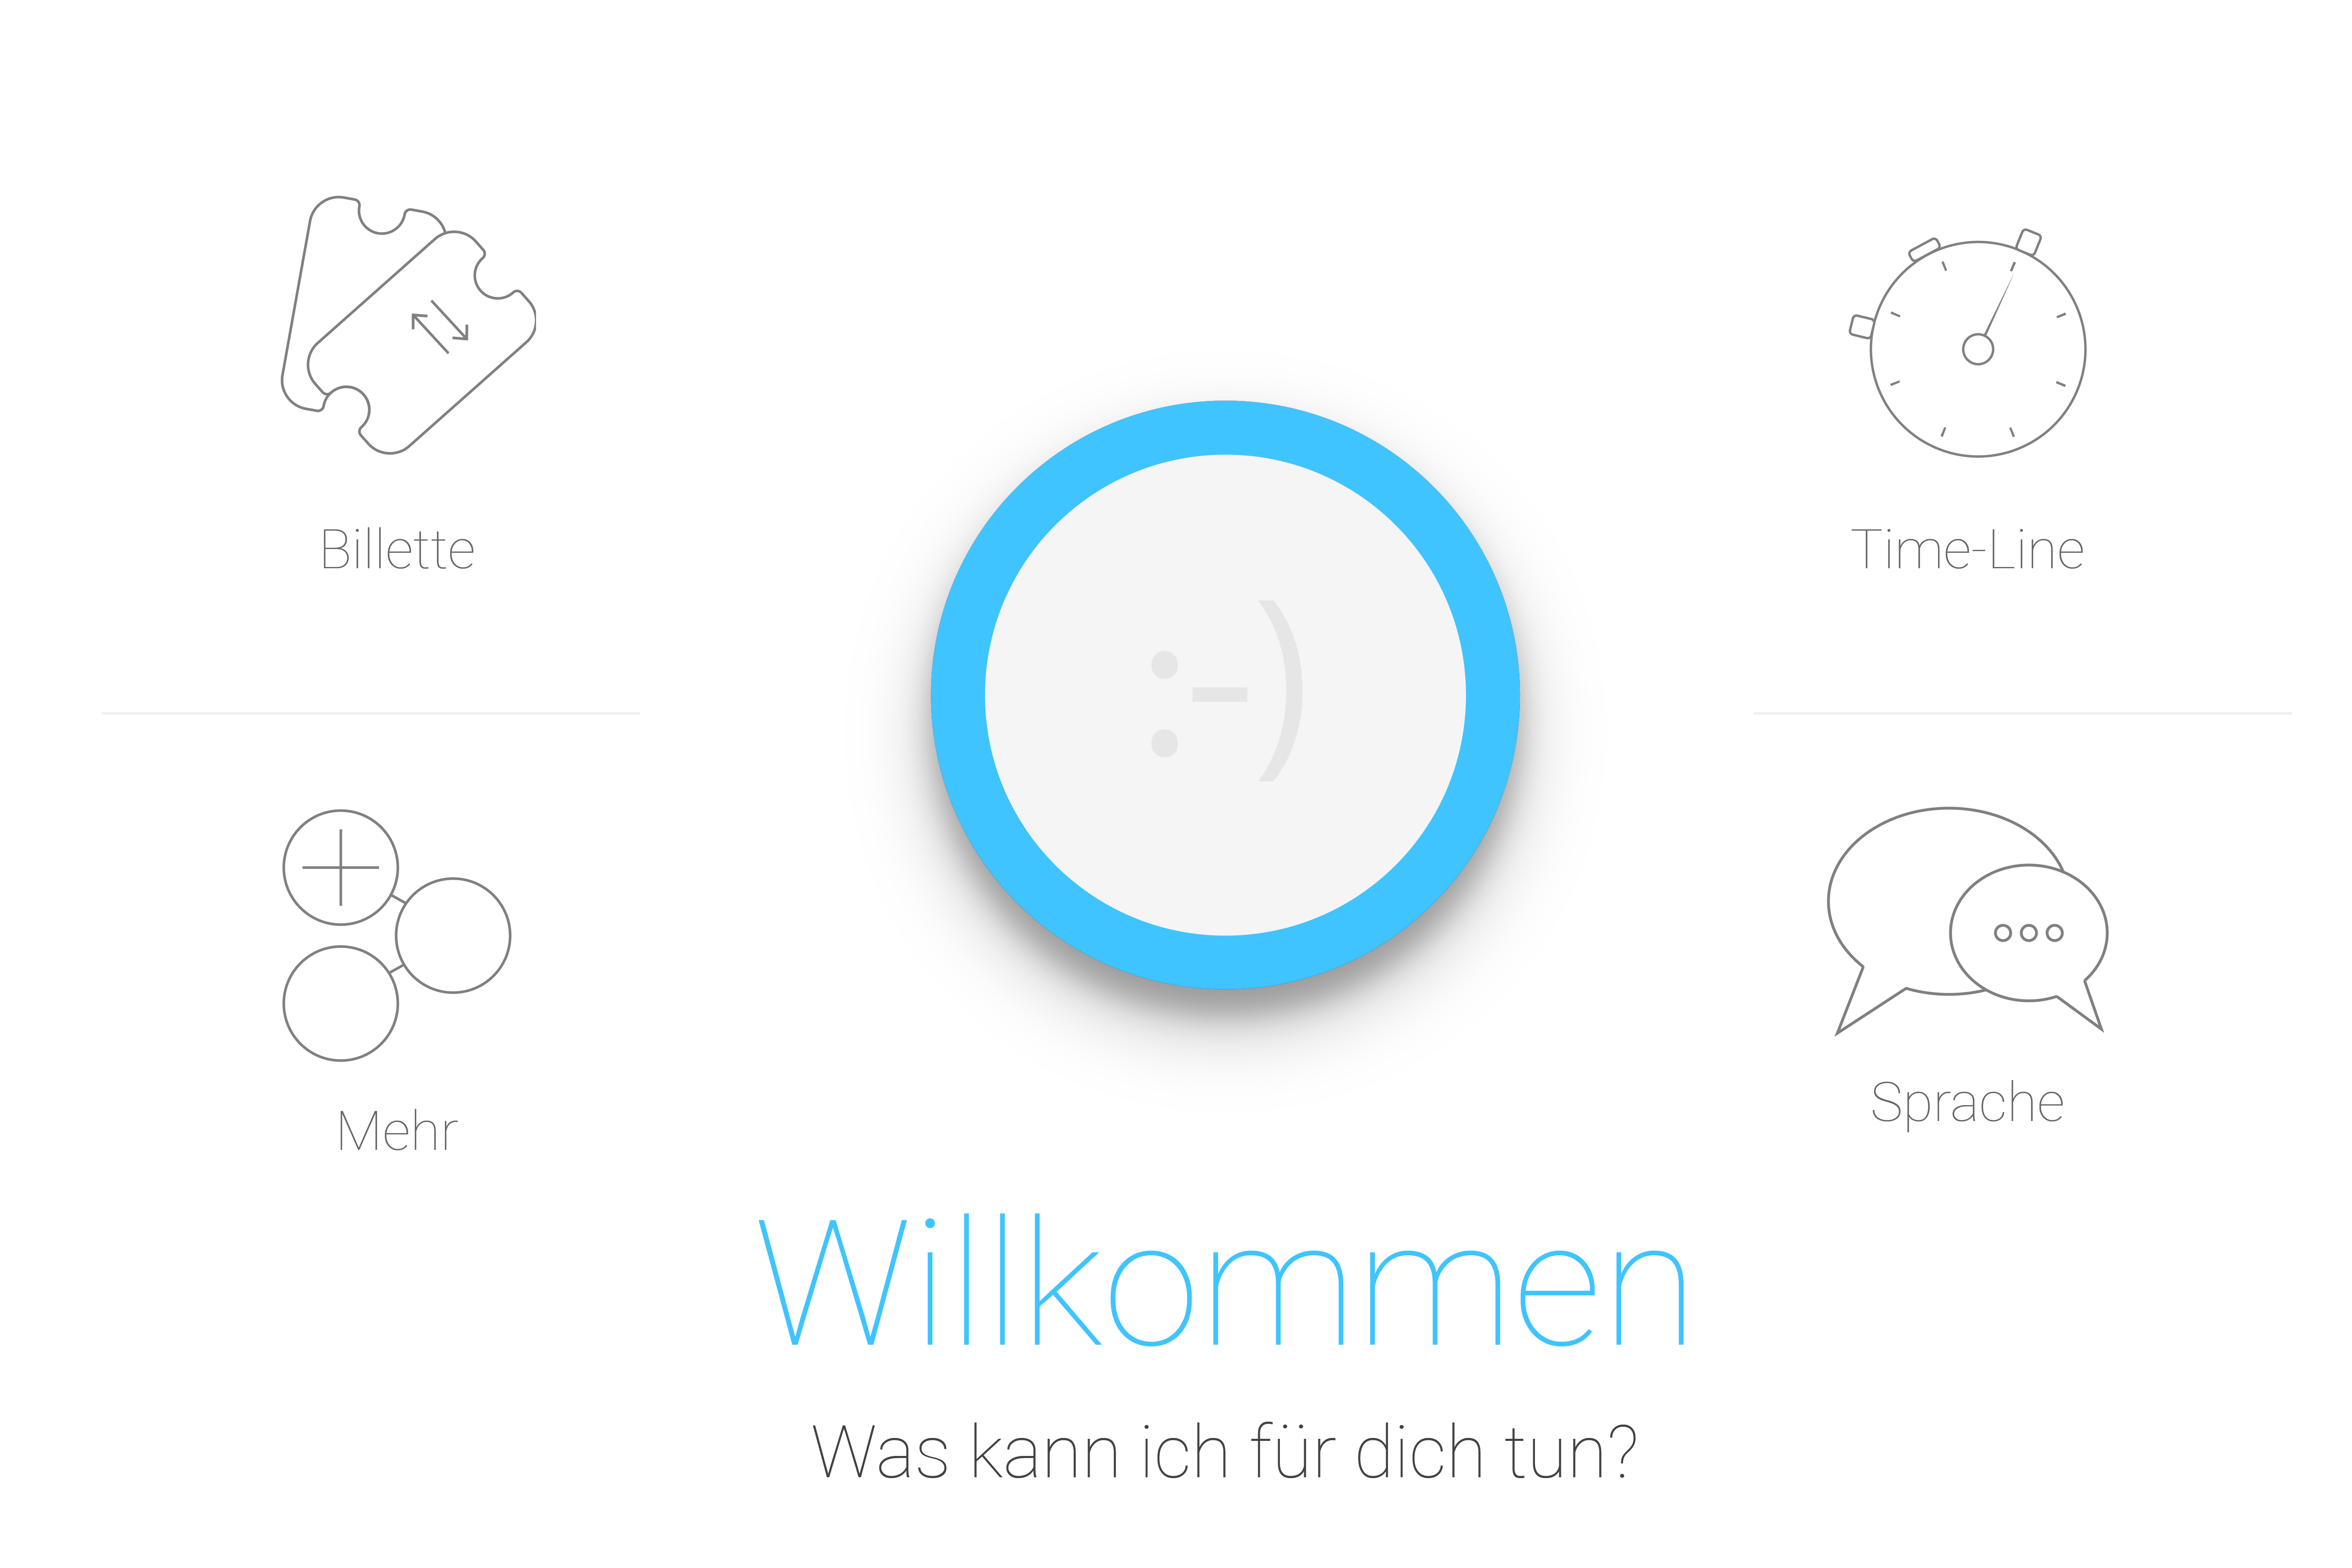 Billette
Time-Line
:-)
Mehr
Sprache
Willkommen
Was kann ich für dich tun?